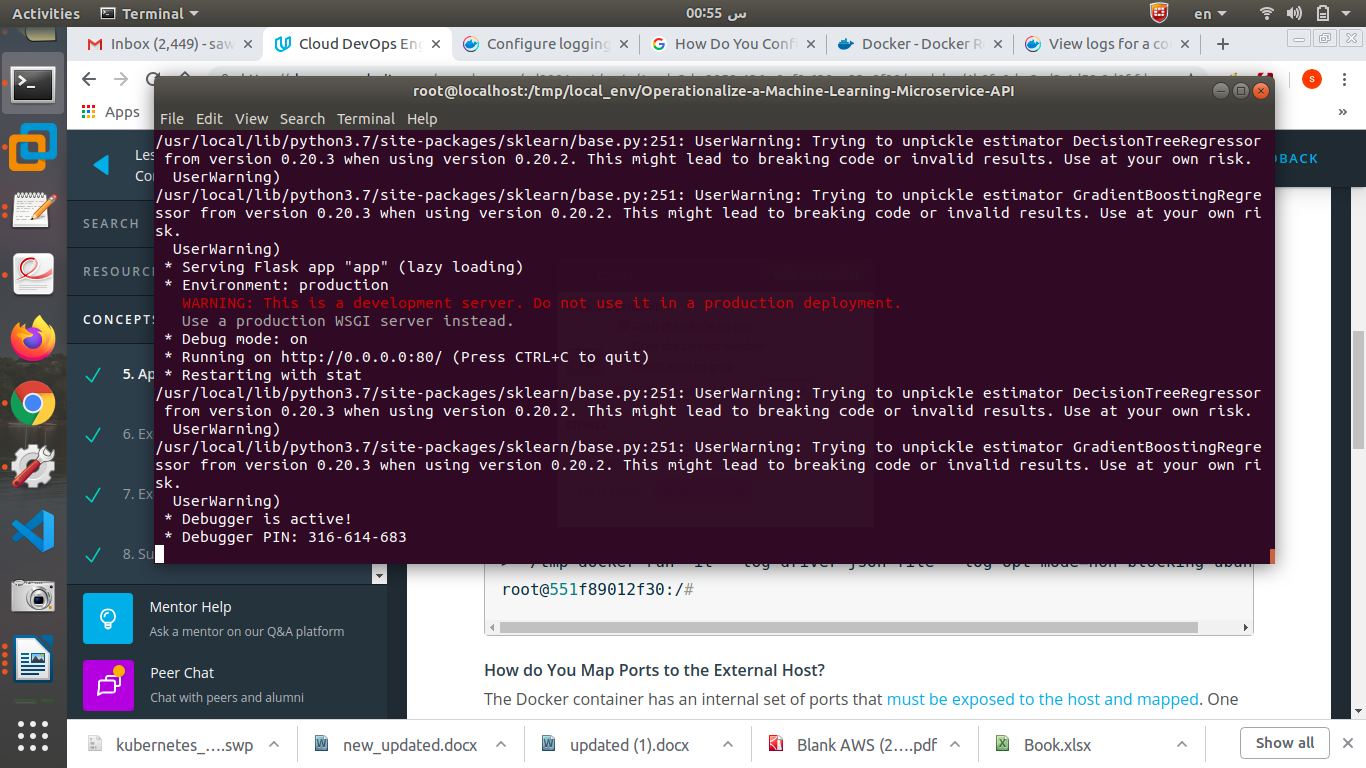 Activities Terminal 00:55 س en
Inbox (2,449) - saw Cloud DevOps Eng Configure logging How Do You Conf Docker - Docker R View logs for a co
Apps
root@localhost:/tmp/local_env/Operationalize-a-Machine-Learning-Microservice-API
File Edit View Search Terminal Help
/usr/local/lib/python3.7/site-packages/sklearn/base.py:251: UserWarning: Trying to unpickle estimator DecisionTreeRegressor
from version 0.20.3 when using version 0.20.2. This might lead to breaking code or invalid results. Use at your own risk.
UserWarning)
/usr/local/lib/python3.7/site-packages/sklearn/base.py:251: UserWarning: Trying to unpickle estimator GradientBoostingRegre
ssor from version 0.20.3 when using version 0.20.2. This might lead to breaking code or invalid results. Use at your own ri
sk.
UserWarning)
* Serving Flask app "app" (lazy loading)
* Environment: production
WARNING: This is a development server. Do not use it in a production deployment.
Use a production WSGI server instead.
* Debug mode: on
* Running on http://0.0.0.0:80/ (Press CTRL+C to quit)
* Restarting with stat
/usr/local/lib/python3.7/site-packages/sklearn/base.py:251: UserWarning: Trying to unpickle estimator DecisionTreeRegressor
from version 0.20.3 when using version 0.20.2. This might lead to breaking code or invalid results. Use at your own risk.
UserWarning)
/usr/local/lib/python3.7/site-packages/sklearn/base.py:251: UserWarning: Trying to unpickle estimator GradientBoostingRegre
ssor from version 0.20.3 when using version 0.20.2. This might lead to breaking code or invalid results. Use at your own ri
sk.
UserWarning)
* Debugger is active!
* Debugger PIN: 316-614-683
Les
Con
BACK
SEARCH
RESOURC
CONCEPTS
5. Ap
6. Ex
7. Ex
8. Su
Mentor Help
Ask a mentor on our Q&A platform
Peer Chat
Chat with peers and alumni
root@551f89012f30:/#
How do You Map Ports to the External Host?
The Docker container has an internal set of ports that must be exposed to the host and mapped. One
kubernetes_....swp new_updated.docx updated (1).docx Blank AWS (2....pdf Book.xlsx Show all